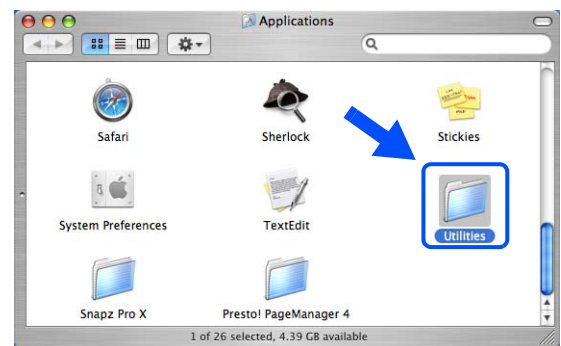 Applications
Safari
Sherlock
Stickies
System Preferences
TextEdit
Utilities
Snapz Pro X
Presto! PageManager 4
1 of 26 selected, 4.39 GB available